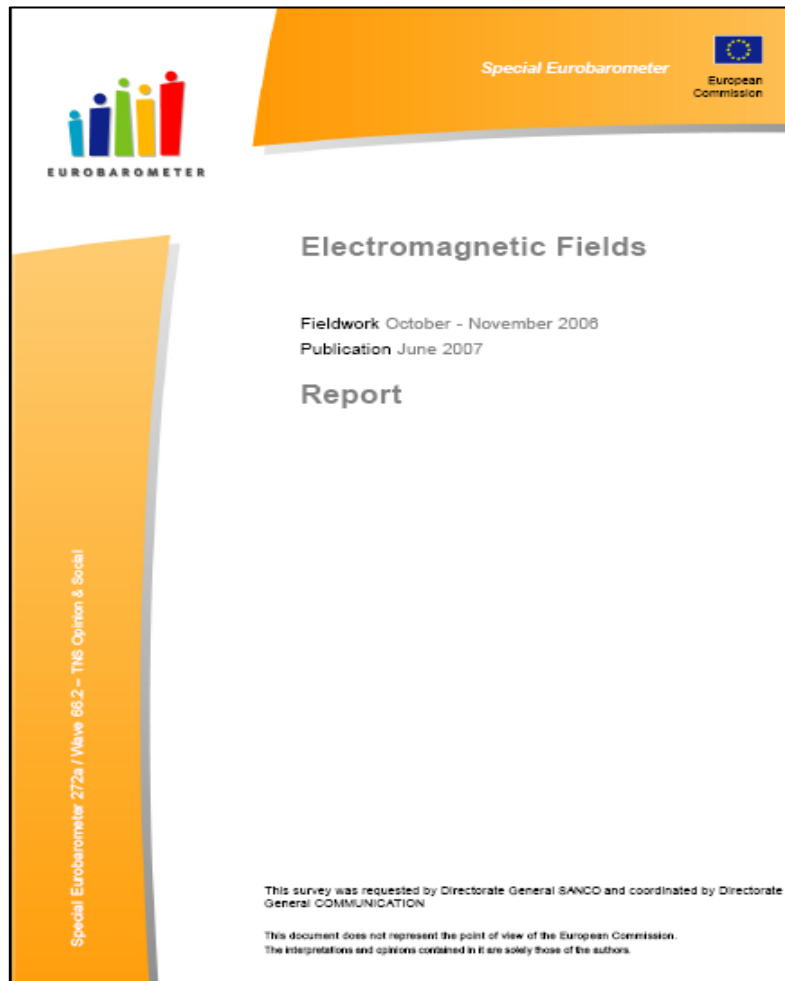 Special Eurobarometer
European
Commission
EUROBAROMETER
Electromagnetic Fields
Fieldwork October - November 2006
Publication June 2007
Report
Special Eurobarometer 272a / Wave 66.2 – TNS Opinion & Social
This survey was requested by Directorate General SANCO and coordinated by Directorate
General COMMUNICATION
This document does not represent the point of view of the European Commission.
The interpretations and opinions contained in it are solely those of the authors.